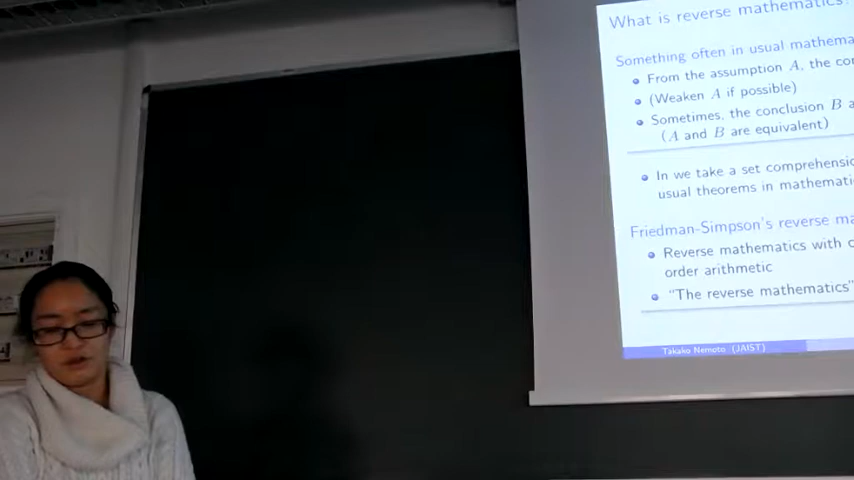 What is reverse mathematics?
Something often in usual mathema
From the assumption A, the con
(Weaken A if possible)
Sometimes, the conclusion B a
(A and B are equivalent)
In we take a set comprehensio
usual theorems in mathemati
Friedman-Simpson's reverse ma
Reverse mathematics with
order arithmetic
"The reverse mathematics"
Takako Nemoto (JAIST)